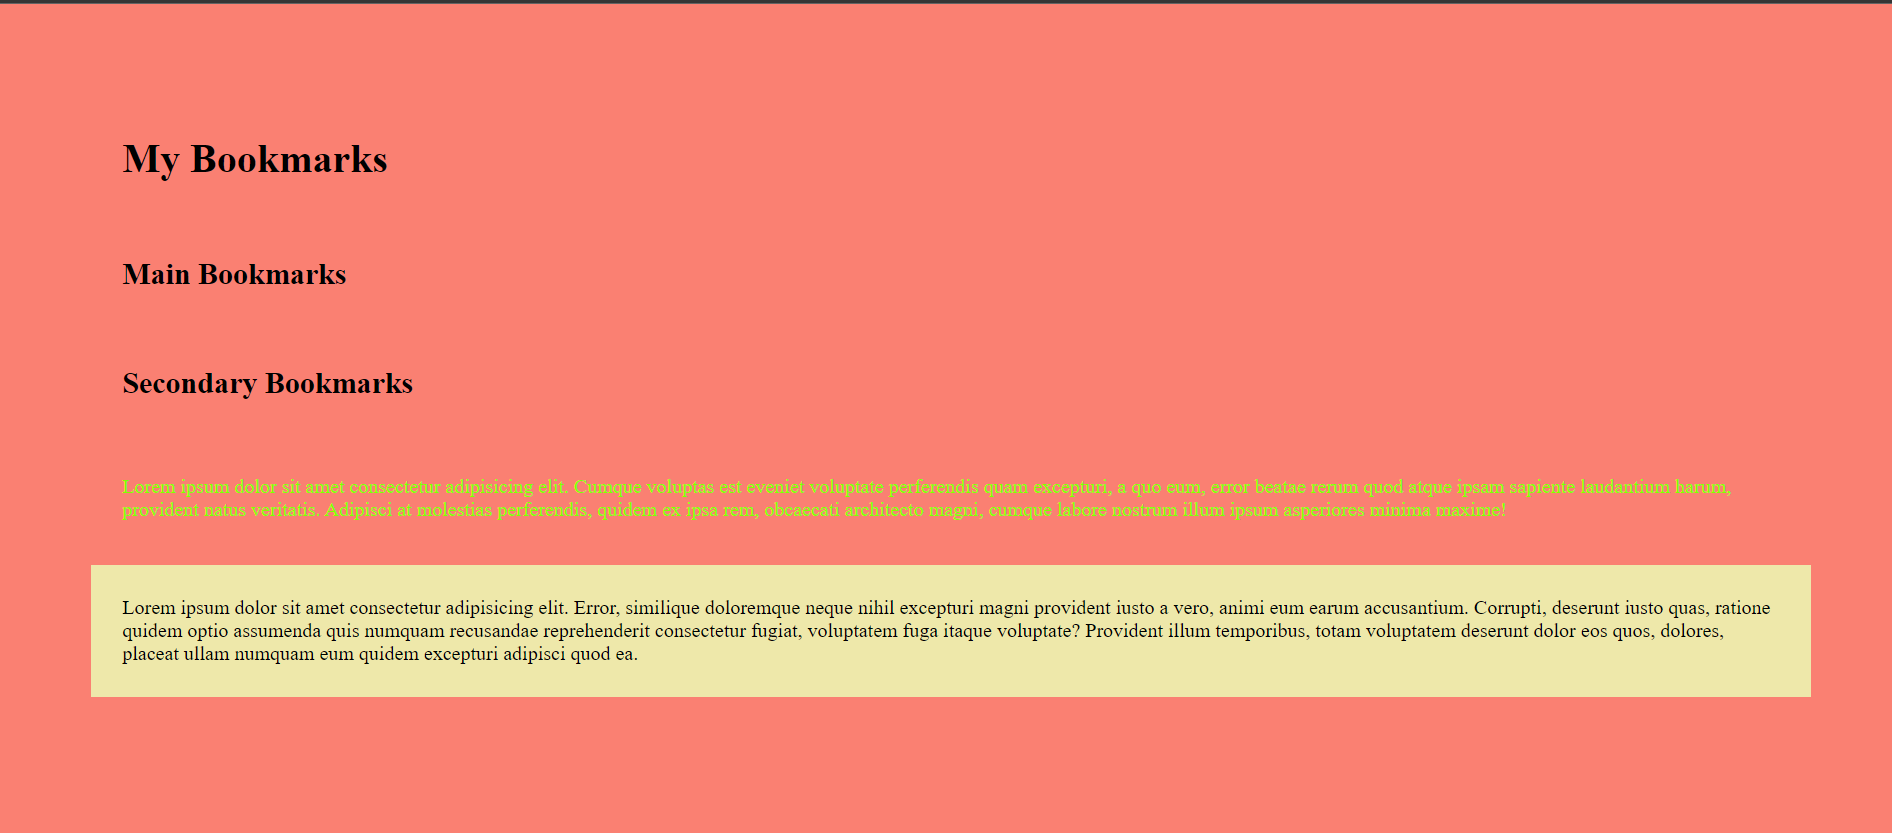 My Bookmarks
Main Bookmarks
Secondary Bookmarks
Lorem ipsum dolor sit amet consectetur adipisicing elit. Cumque voluptas est eveniet voluptate perferendis quam excepturi, a quo eum, error beatae rerum quod atque ipsam sapiente laudantium harum,
provident natus veritatis. Adipisci at molestias perferendis, quidem ex ipsa rem, obcaecati architecto magni, cumque labore nostrum illum ipsum asperiores minima maxime!
Lorem ipsum dolor sit amet consectetur adipisicing elit. Error, similique doloremque neque nihil excepturi magni provident iusto a vero, animi eum earum accusantium. Corrupti, deserunt iusto quas, ratione
quidem optio assumenda quis numquam recusandae reprehenderit consectetur fugiat, voluptatem fuga itaque voluptate? Provident illum temporibus, totam voluptatem deserunt dolor eos quos, dolores,
placeat ullam numquam eum quidem excepturi adipisci quod ea.